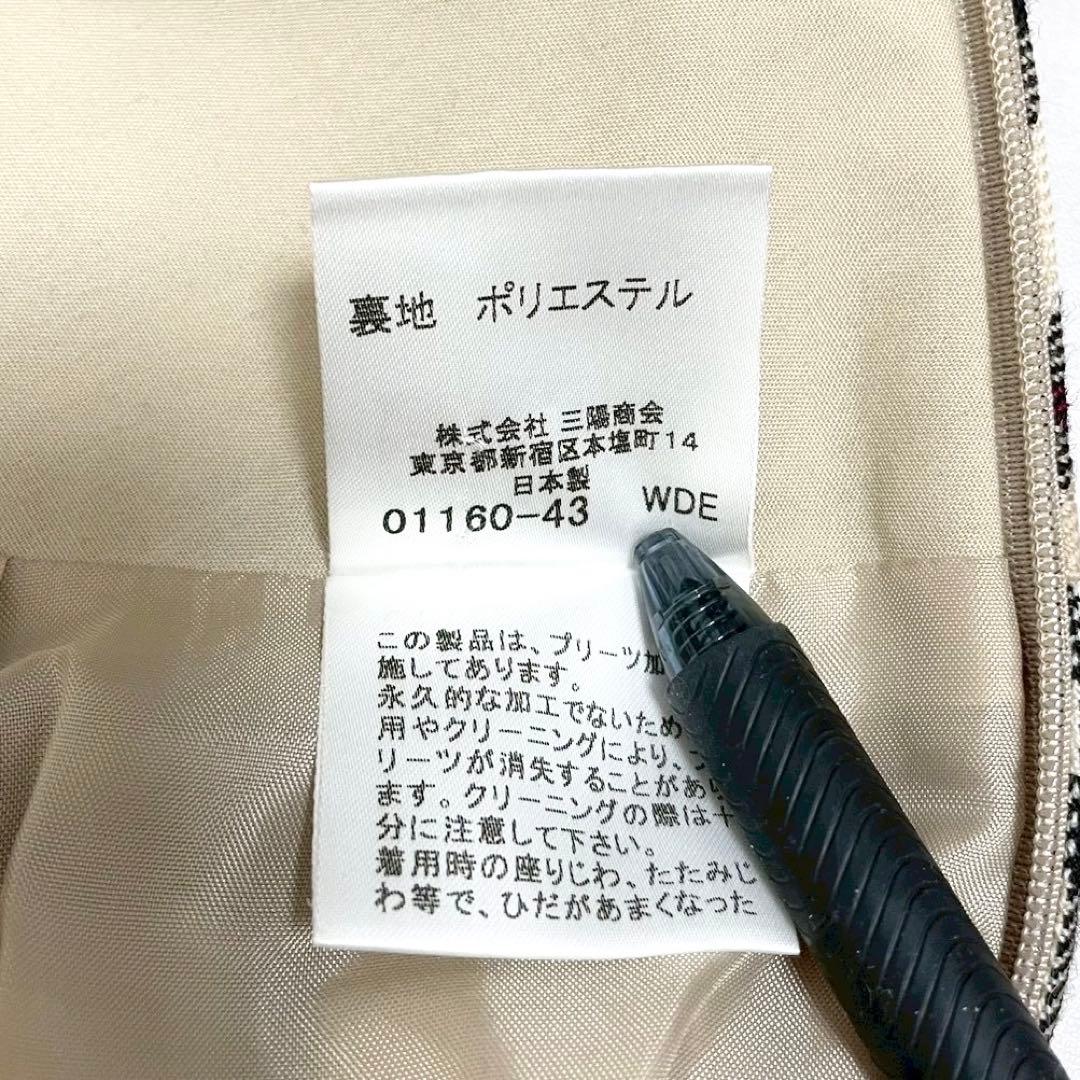 裏地 ポリエステル
株式会社 三陽商会
東京都新宿区本塩町14
日本製
01160-43 WDE
この製品は、プリーツ加
施してあります。
永久的な加工でないため
用やクリーニングにより、
リーツが消失することがあり
ます。クリーニングの際は十
分に注意して下さい。
着用時の座りじわ、たたみじ
わ等で、ひだがあまくなった